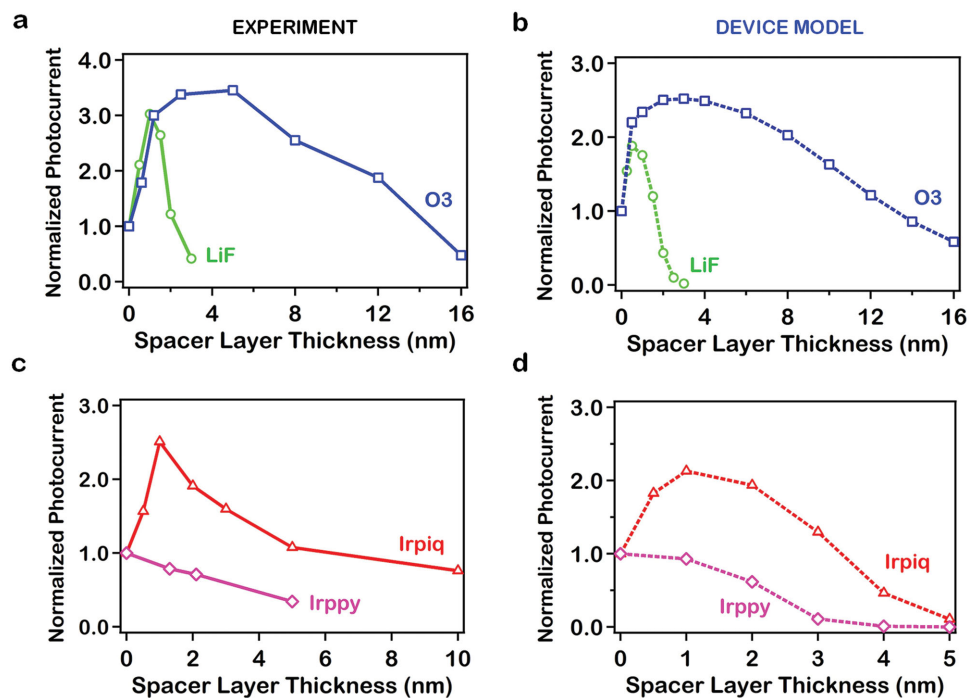 a
EXPERIMENT
b
DEVICE MODEL
Normalized Photocurrent
4.0
3.0
2.0
1.0
0.0
O3
LiF
0 4 8 12 16
Spacer Layer Thickness (nm)
Normalized Photocurrent
3.0
2.0
1.0
0.0
O3
LiF
0 4 8 12 16
Spacer Layer Thickness (nm)
c
Normalized Photocurrent
3.0
2.0
1.0
0.0
Irpiq
Irppy
0 2 4 6 8 10
Spacer Layer Thickness (nm)
d
Normalized Photocurrent
3.0
2.0
1.0
0.0
Irpiq
Irppy
0 1 2 3 4 5
Spacer Layer Thickness (nm)